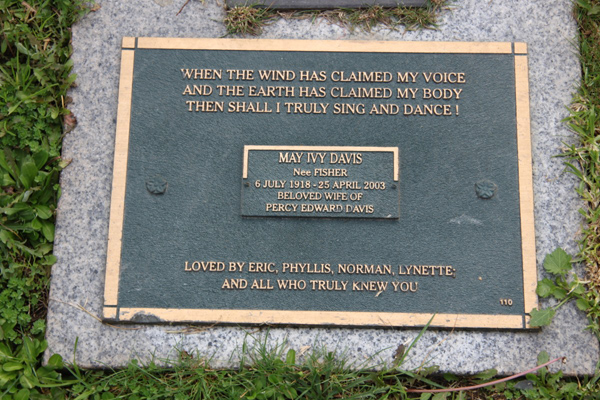 WHEN THE WIND HAS CLAIMED MY VOICE
AND THE EARTH HAS CLAIMED MY BODY
THEN SHALL I TRULY SING AND DANCE !
MAY IVY DAVIS
Nee FISHER
6 JULY 1918 - 25 APRIL 2003
BELOVED WIFE OF
PERCY EDWARD DAVIS
LOVED BY ERIC, PHYLLIS, NORMAN, LYNETTE;
AND ALL WHO TRULY KNEW YOU
110